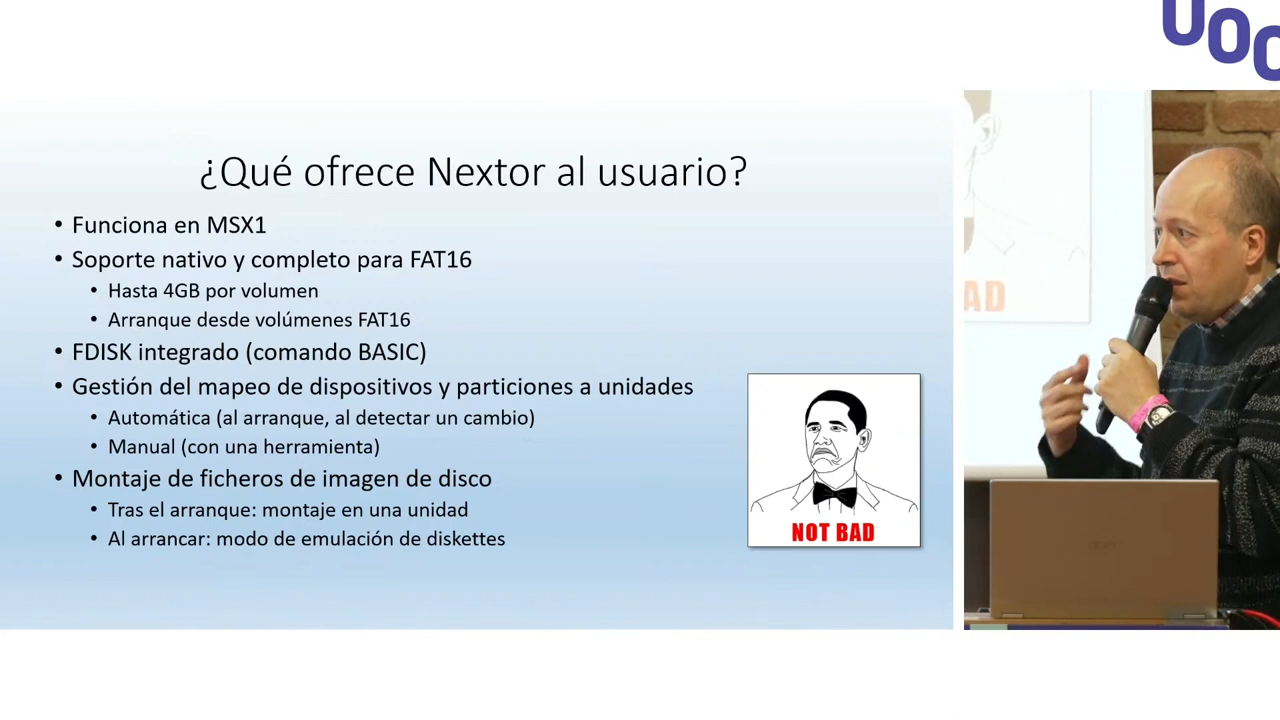 UOC
¿Qué ofrece Nextor al usuario?
• Funciona en MSX1
• Soporte nativo y completo para FAT16
• Hasta 4GB por volumen
• Arranque desde volúmenes FAT16
• FDISK integrado (comando BASIC)
• Gestión del mapeo de dispositivos y particiones a unidades
• Automática (al arranque, al detectar un cambio)
• Manual (con una herramienta)
• Montaje de ficheros de imagen de disco
• Tras el arranque: montaje en una unidad
• Al arrancar: modo de emulación de diskettes
NOT BAD
AD
acer